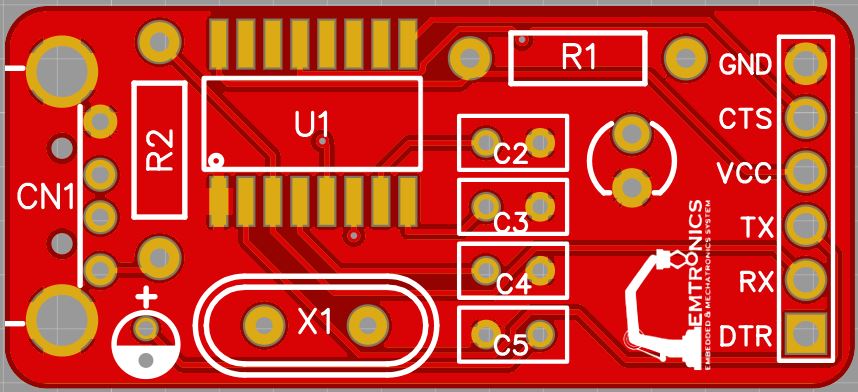 R1
GND
U1
CTS
R2
C2
VCC
CN1
C3
TX
C4
RX
+
X1
C5
DTR
EMTRONICS
EMBEDDED & MECHATRONICS SYSTEM